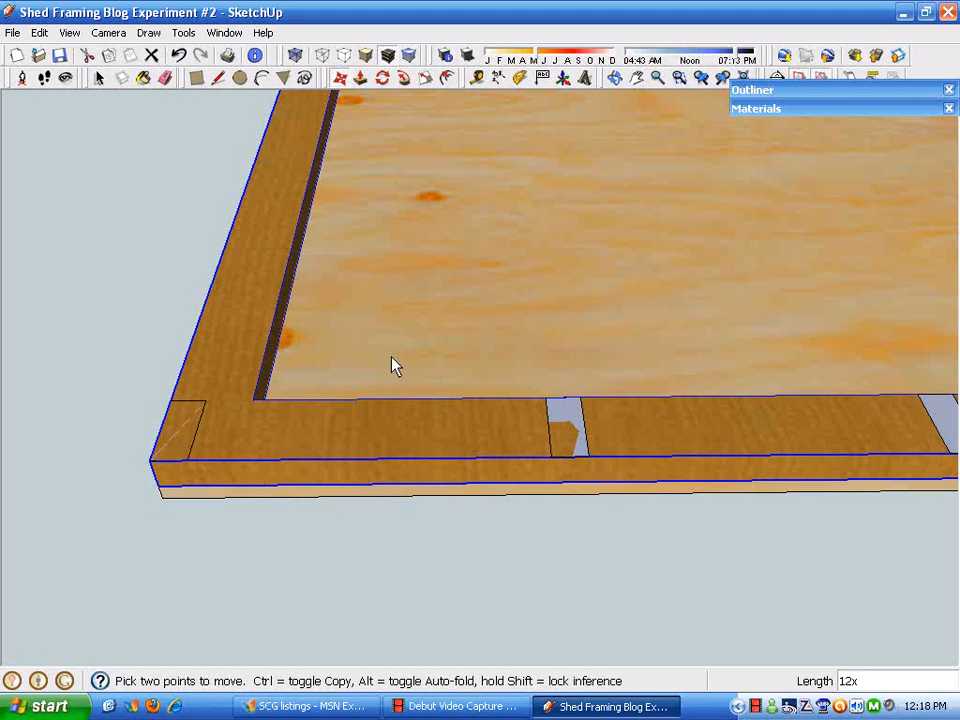 Shed Framing Blog Experiment #2 - SketchUp
File Edit View Camera Draw Tools Window Help
J F M A M J J A S O N D 04:43 AM Noon 07:13 PM
Outliner
Materials
Pick two points to move. Ctrl = toggle Copy, Alt = toggle Auto-fold, hold Shift = lock inference Length 12x
start SCG listings - MSN Ex... Debut Video Capture ... Shed Framing Blog Ex... 12:18 PM